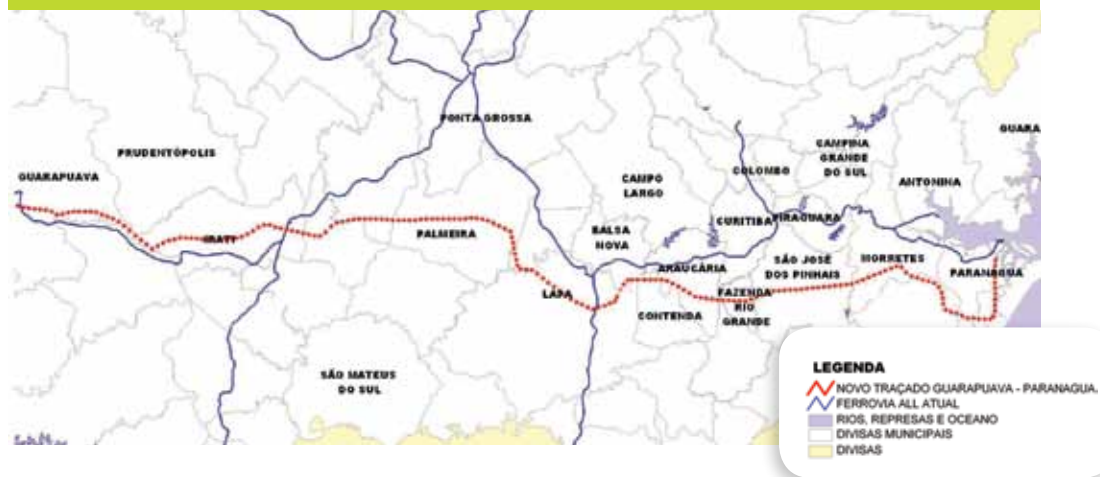 PONTA GROSSA
GUARA
PRUDENTÓPOLIS
CAMPINA
GRANDE
DO SUL
GUARAPUAVA
CAMPO
LARGO
COLOMBO
ANTONINA
CURITIBA
PIRAQUARA
IRATI
PALMEIRA
BALSA
NOVA
SÃO JOSÉ
DOS PINHAIS
MORRETES
ARAUCÁRIA
PARANAGUA
LAPA
FAZENDA
RIO
GRANDE
CONTENDA
SÃO MATEUS
DO SUL
LEGENDA
NOVO TRAÇADO GUARAPUAVA - PARANAGUA.
FERROVIA ALL ATUAL
RIOS, REPRESAS E OCEANO
DIVISAS MUNICIPAIS
DIVISAS